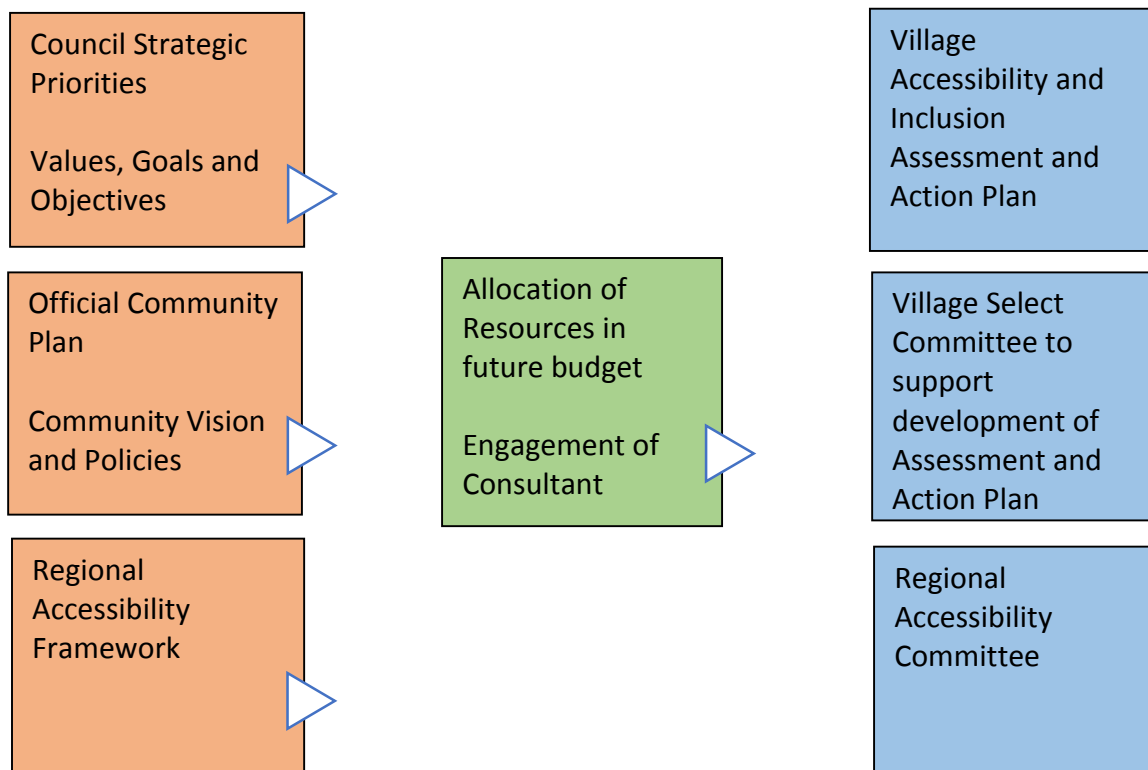 Council Strategic
Priorities
Values, Goals and
Objectives
Official Community
Plan
Community Vision
and Policies
Regional
Accessibility
Framework
Allocation of
Resources in
future budget
Engagement of
Consultant
Village
Accessibility and
Inclusion
Assessment and
Action Plan
Village Select
Committee to
support
development of
Assessment and
Action Plan
Regional
Accessibility
Committee